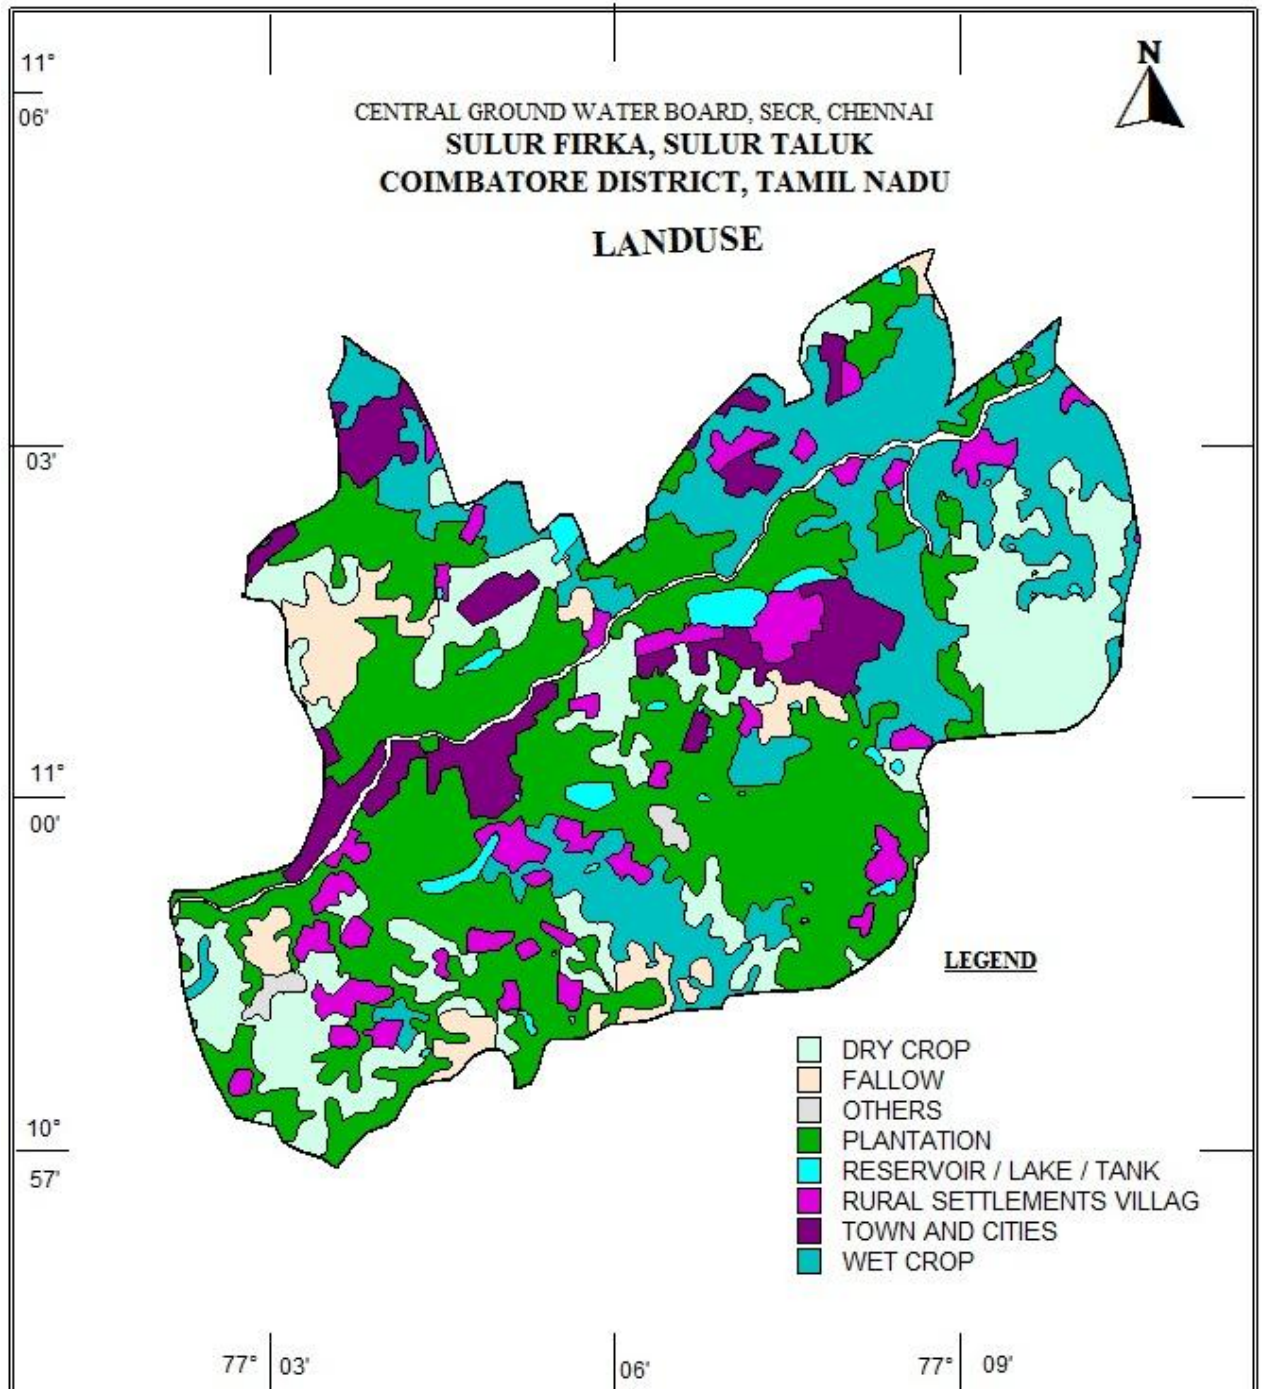 N
11°
06'
CENTRAL GROUND WATER BOARD, SECR, CHENNAI
SULUR FIRKA, SULUR TALUK
COIMBATORE DISTRICT, TAMIL NADU
LANDUSE
03'
11°
00'
LEGEND
DRY CROP
FALLOW
OTHERS
PLANTATION
RESERVOIR / LAKE / TANK
RURAL SETTLEMENTS VILLAG
TOWN AND CITIES
WET CROP
10°
57'
77° 03' 06' 77° 09'